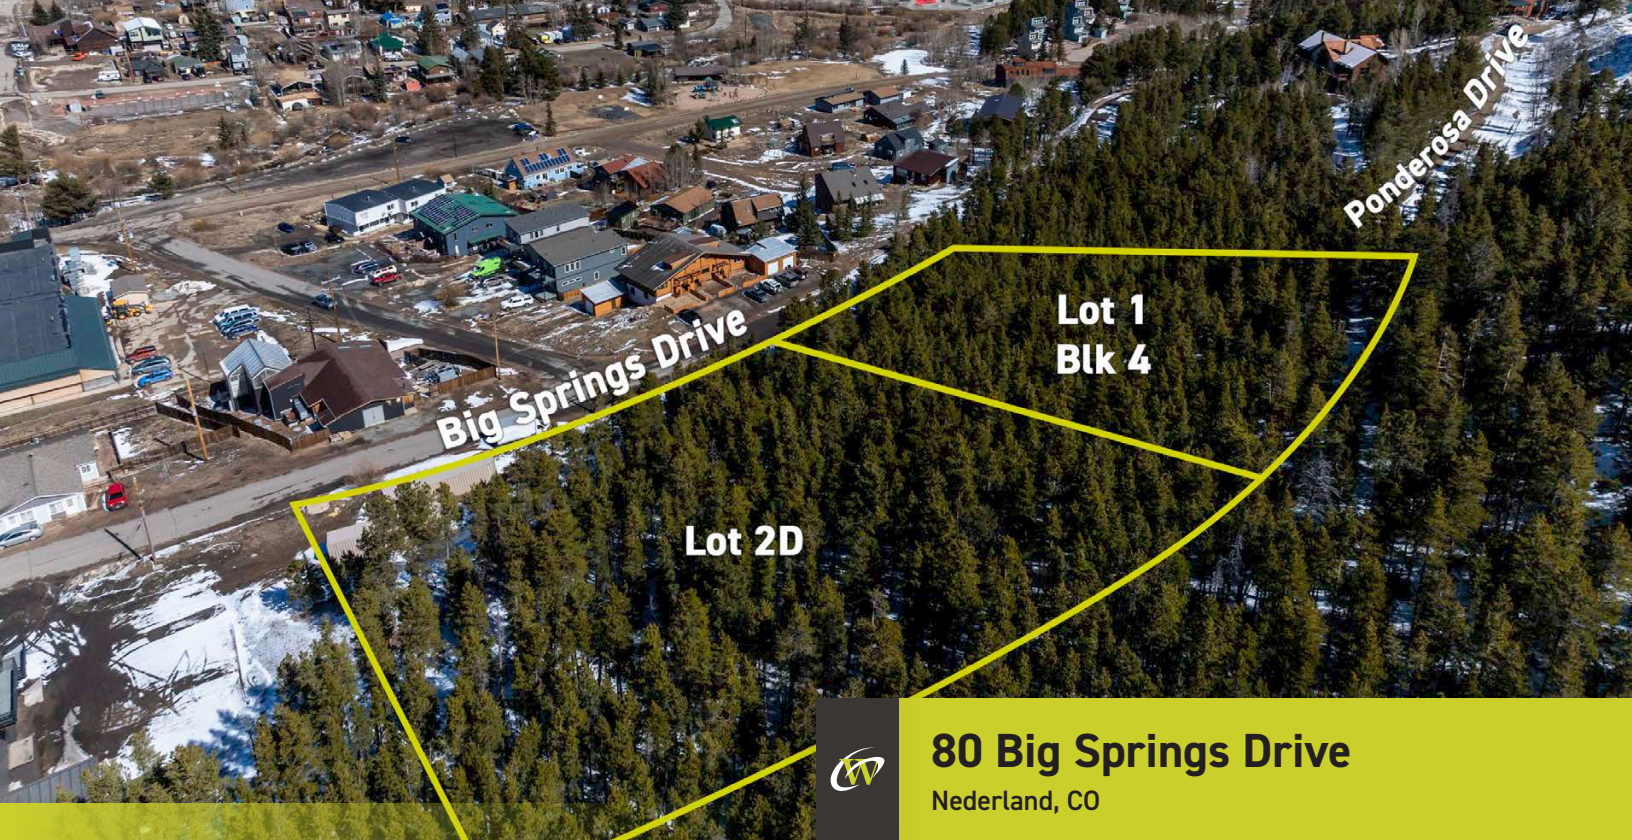 Ponderosa Drive
Lot 1
Blk 4
Big Springs Drive
Lot 2D
80 Big Springs Drive
Nederland, CO